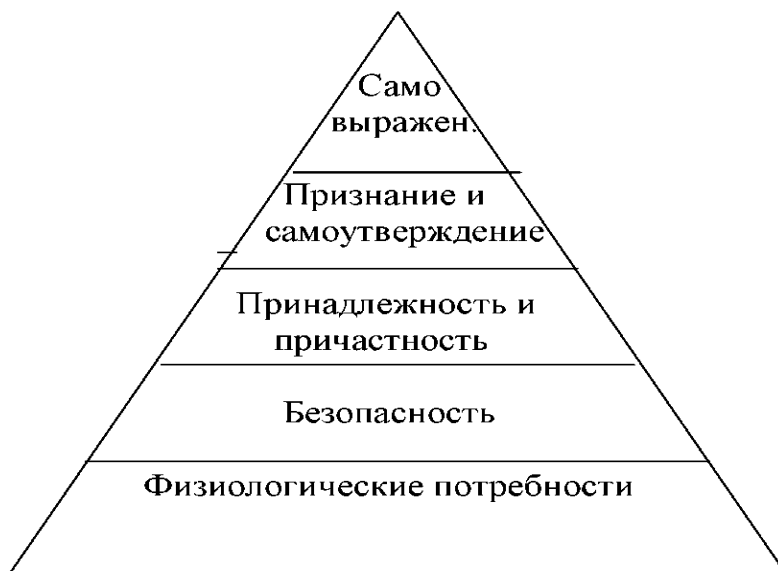 Само
выражен.
Признание и
самоутверждение
Принадлежность и
причастность
Безопасность
Физиологические потребности